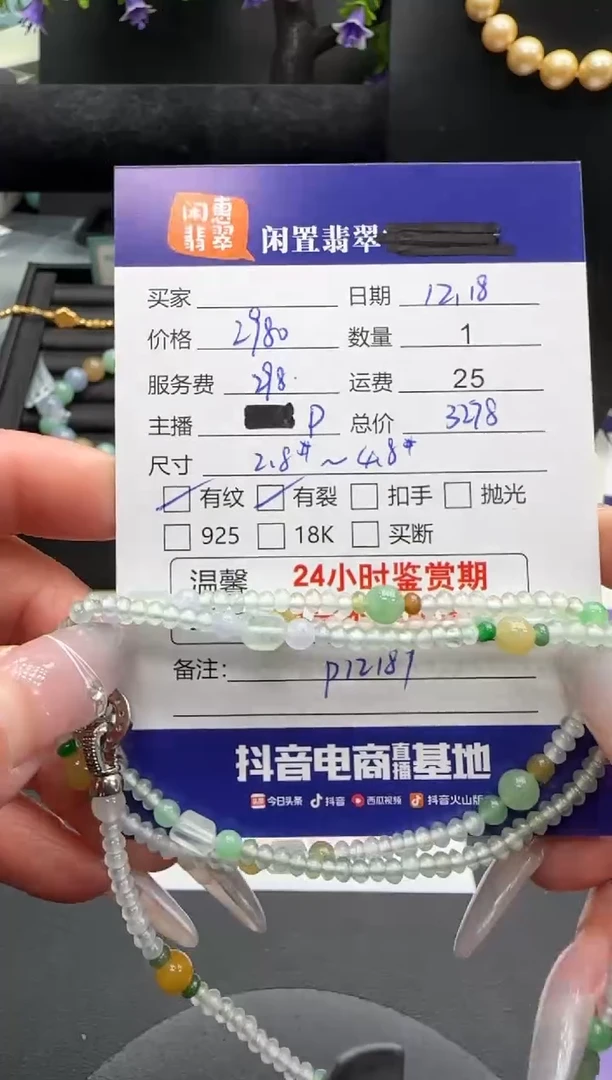 闲惠
翡翠
闲置翡翠
买家 日期 12,18
价格 2980 数量 1
服务费 298. 运费 25
主播 P 总价 3278
尺寸 2.8# ~ 4.8#
有纹 有裂 扣手 抛光
925 18K 买断
温馨 24小时鉴赏期
备注: P12187
抖音电商直播基地
头条 今日头条 抖音 西瓜视频 抖音火山版